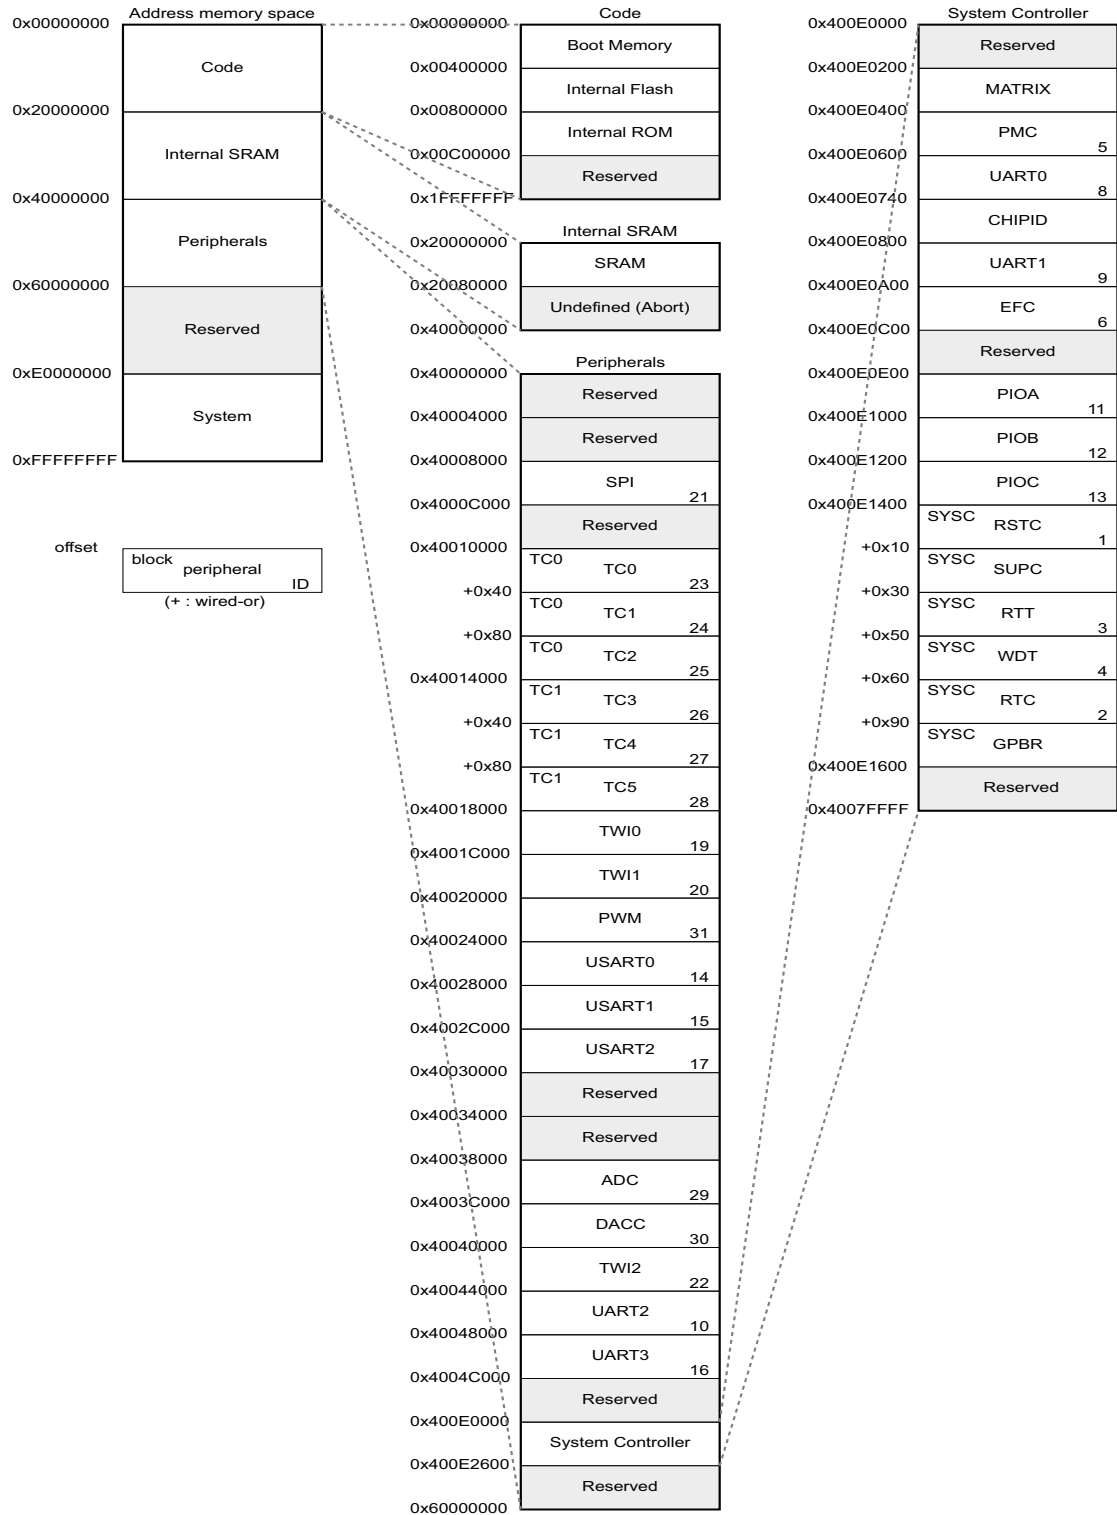 Address memory space
0x00000000
Code
0x20000000
Internal SRAM
0x40000000
Peripherals
0x60000000
Reserved
0xE0000000
System
0xFFFFFFFF
offset
block
peripheral
ID
(+ : wired-or)
Code
0x00000000
Boot Memory
0x00400000
Internal Flash
0x00800000
Internal ROM
0x00C00000
Reserved
0x1FFFFFFF
Internal SRAM
0x20000000
SRAM
0x20080000
Undefined (Abort)
0x40000000
Peripherals
0x40000000
Reserved
0x40004000
Reserved
0x40008000
SPI
21
0x4000C000
Reserved
0x40010000
TC0
TC0
23
+0x40
TC0
TC1
24
+0x80
TC0
TC2
25
0x40014000
TC1
TC3
26
+0x40
TC1
TC4
27
+0x80
TC1
TC5
28
0x40018000
TWI0
19
0x4001C000
TWI1
20
0x40020000
PWM
31
0x40024000
USART0
14
0x40028000
USART1
15
0x4002C000
USART2
17
0x40030000
Reserved
0x40034000
Reserved
0x40038000
ADC
29
0x4003C000
DACC
30
0x40040000
TWI2
22
0x40044000
UART2
10
0x40048000
UART3
16
0x4004C000
Reserved
0x400E0000
System Controller
0x400E2600
Reserved
0x60000000
System Controller
0x400E0000
Reserved
0x400E0200
MATRIX
0x400E0400
PMC
5
0x400E0600
UART0
8
0x400E0740
CHIPID
0x400E0800
UART1
9
0x400E0A00
EFC
6
0x400E0C00
Reserved
0x400E0E00
PIOA
11
0x400E1000
PIOB
12
0x400E1200
PIOC
13
0x400E1400
SYSC
RSTC
1
+0x10
SYSC
SUPC
+0x30
SYSC
RTT
3
+0x50
SYSC
WDT
4
+0x60
SYSC
RTC
2
+0x90
SYSC
GPBR
0x400E1600
Reserved
0x4007FFFF